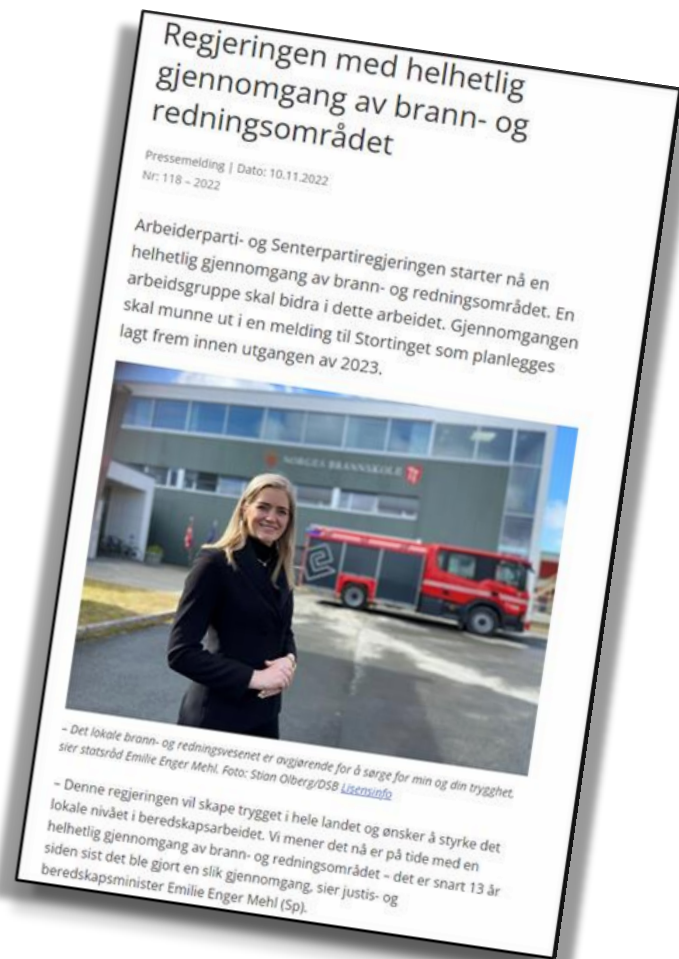 Regjeringen med helhetlig
gjennomgang av brann- og
redningsområdet
Pressemelding | Dato: 10.11.2022
Nr: 118 – 2022
Arbeiderparti- og Senterpartiregjeringen starter nå en
helhetlig gjennomgang av brann- og redningsområdet. En
arbeidsgruppe skal bidra i dette arbeidet. Gjennomgangen
skal munne ut i en melding til Stortinget som planlegges
lagt frem innen utgangen av 2023.
NORGES BRANNSKOLE
– Det lokale brann- og redningsvesenet er avgjørende for å sørge for min og din trygghet,
sier statsråd Emilie Enger Mehl. Foto: Stian Olberg/DSB Lisensinfo
– Denne regjeringen vil skape trygget i hele landet og ønsker å styrke det
lokale nivået i beredskapsarbeidet. Vi mener det nå er på tide med en
helhetlig gjennomgang av brann- og redningsområdet – det er snart 13 år
siden sist det ble gjort en slik gjennomgang, sier justis- og
beredskapsminister Emilie Enger Mehl (Sp).